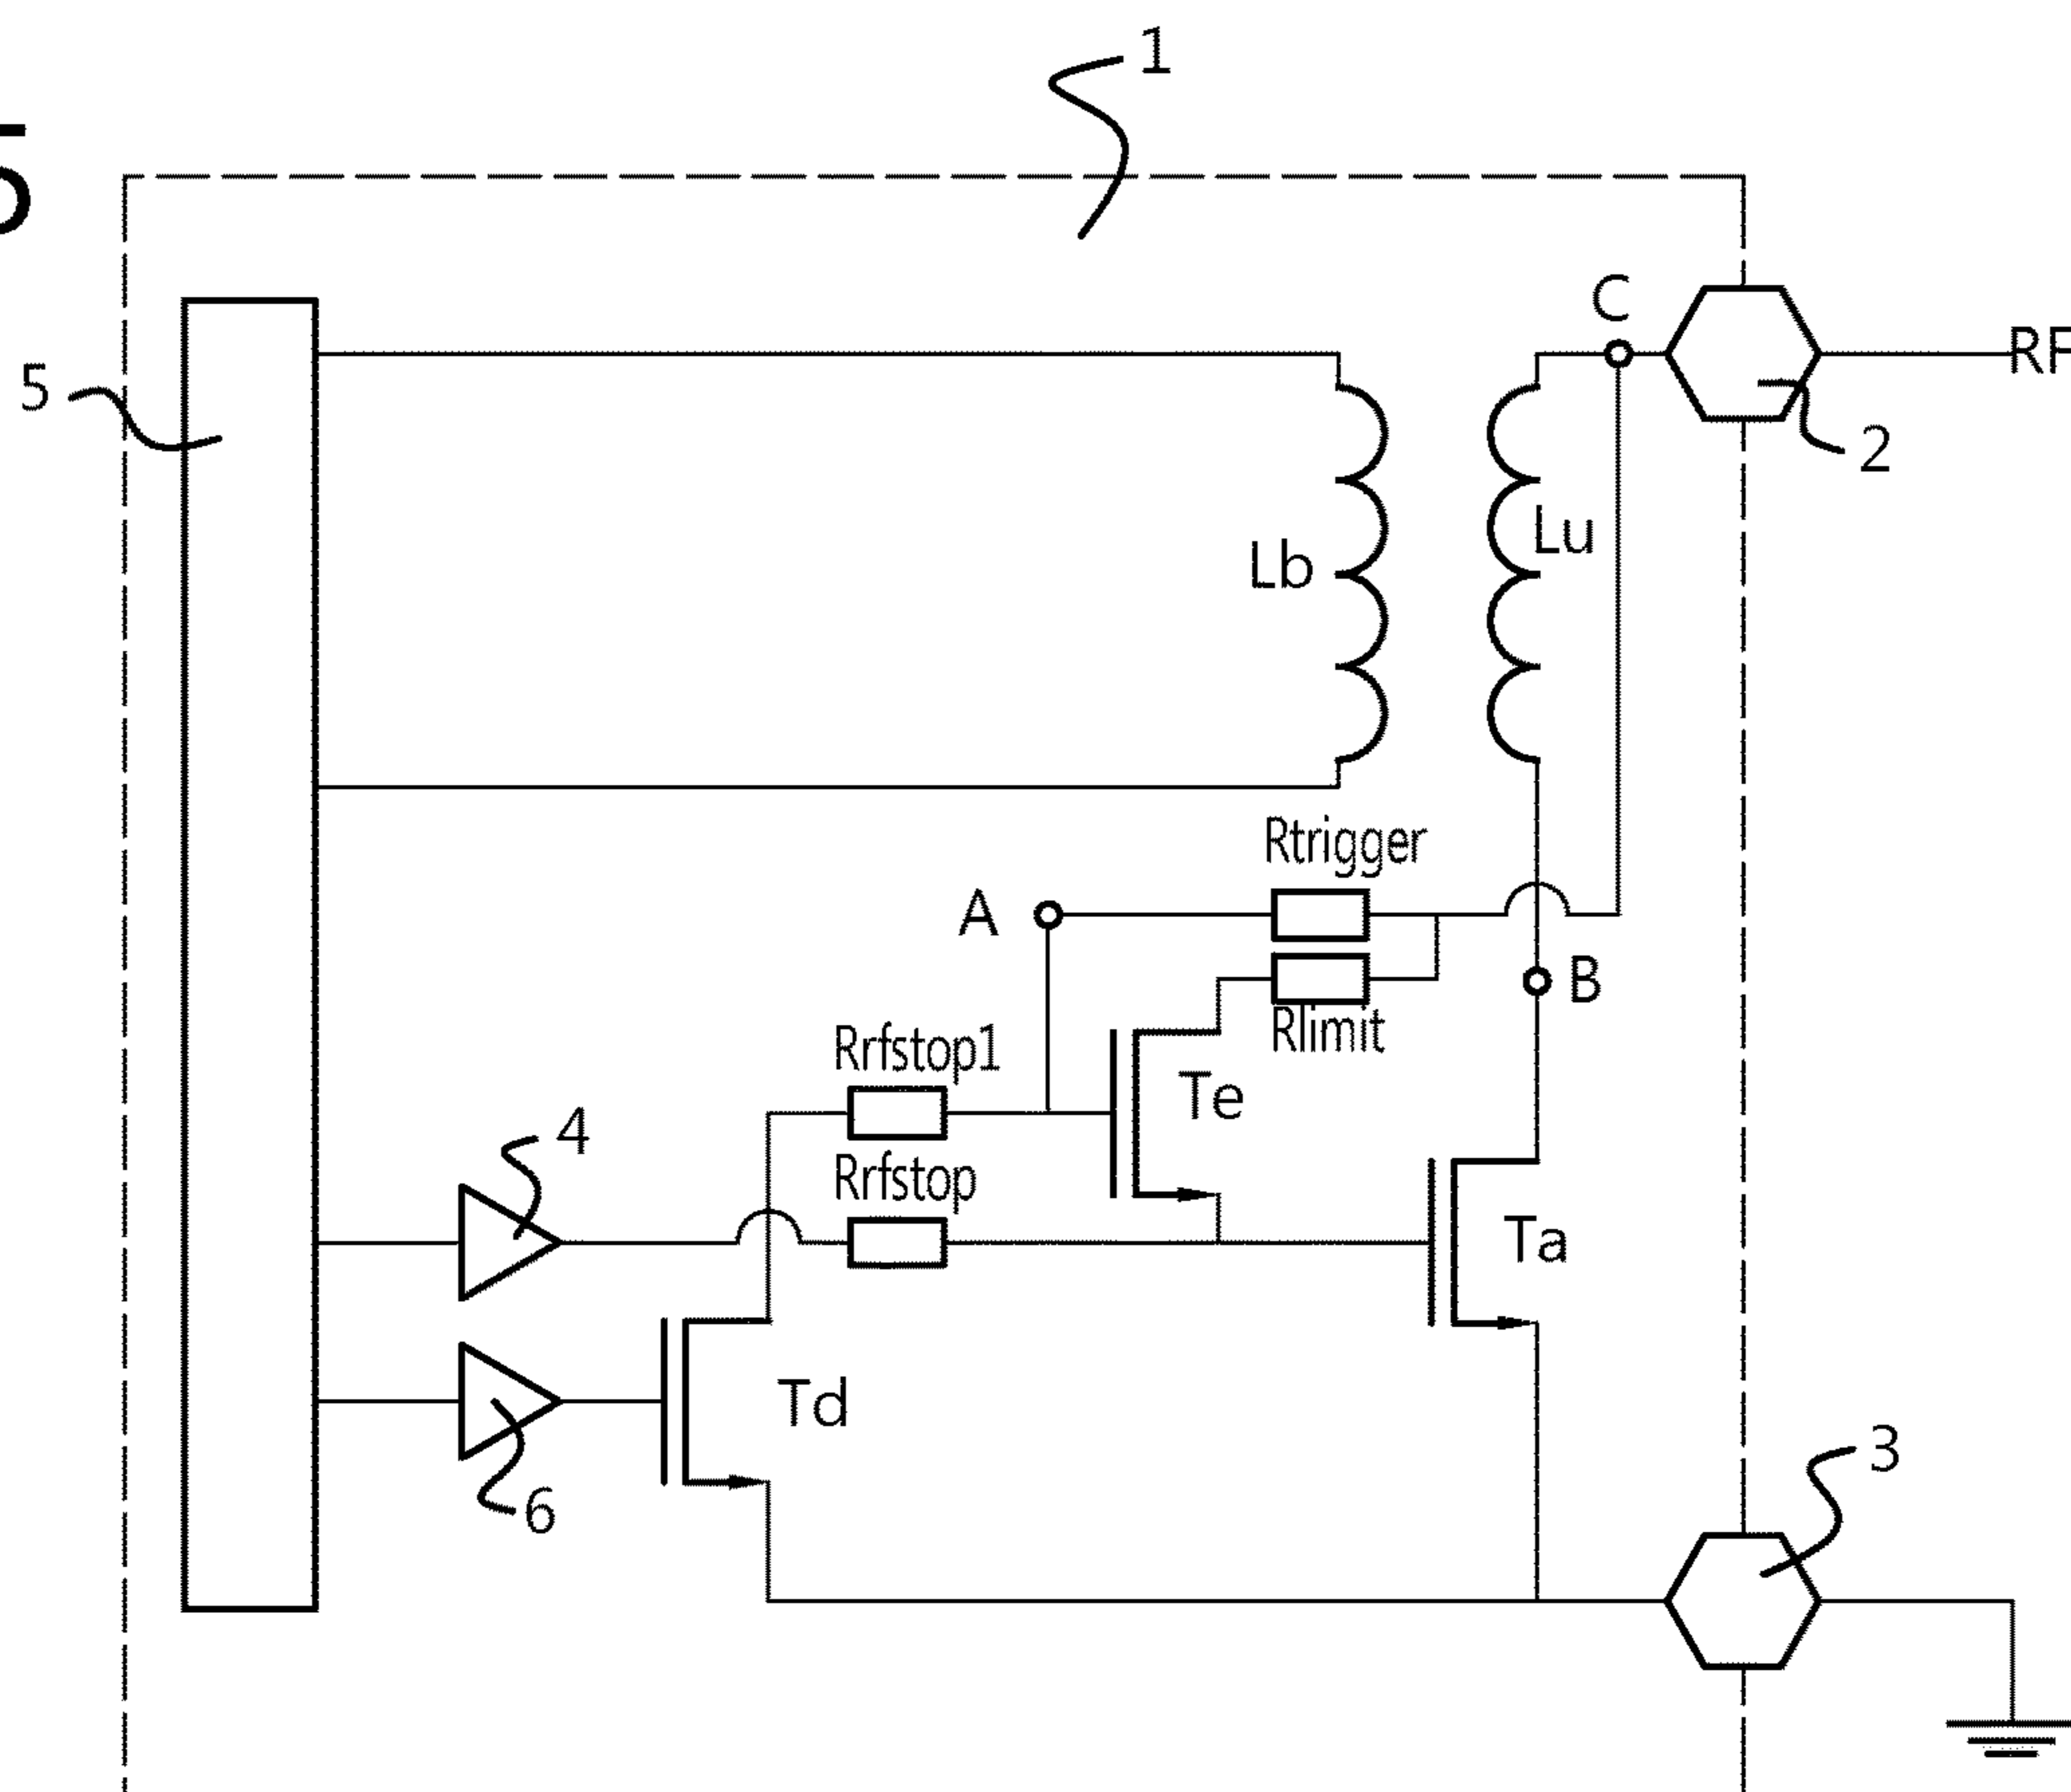 1
5
C
RF
5
2
Lb
Lu
Rtrigger
A
B
Rlimit
Rrfstop1
Te
4
Rrfstop
Ta
Td
3
6